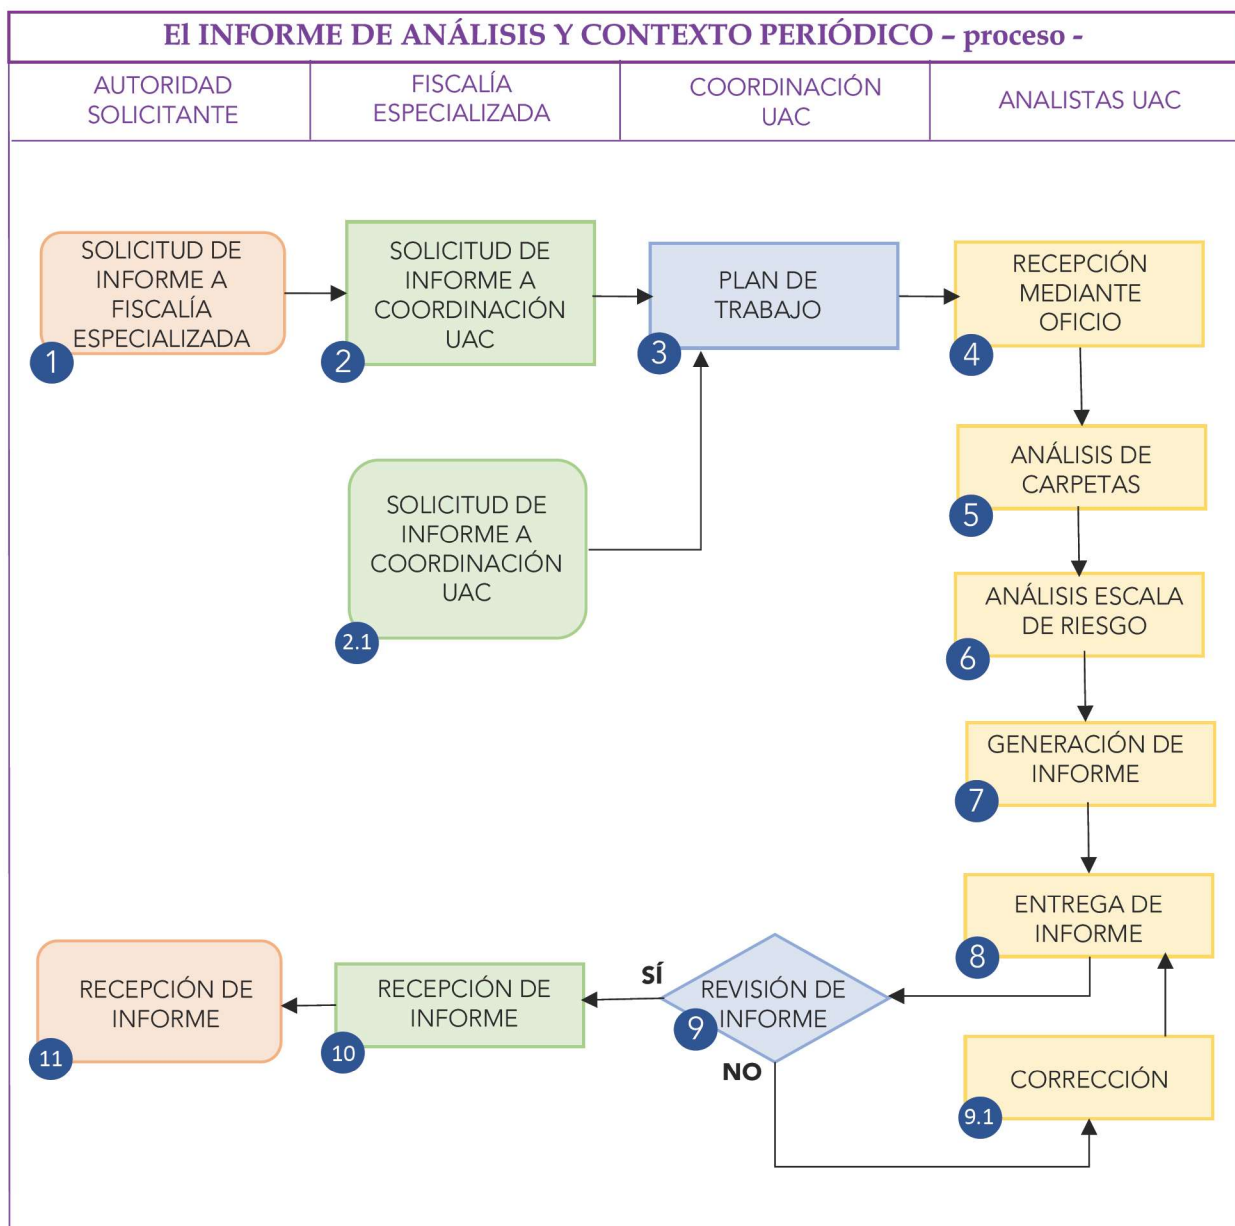 El INFORME DE ANÁLISIS Y CONTEXTO PERIÓDICO – proceso -
AUTORIDAD
SOLICITANTE
FISCALÍA
ESPECIALIZADA
COORDINACIÓN
UAC
ANALISTAS UAC
SOLICITUD DE
INFORME A
FISCALÍA
ESPECIALIZADA
1
SOLICITUD DE
INFORME A
COORDINACIÓN
UAC
2
PLAN DE
TRABAJO
3
RECEPCIÓN
MEDIANTE
OFICIO
4
SOLICITUD DE
INFORME A
COORDINACIÓN
UAC
2.1
ANÁLISIS DE
CARPETAS
5
ANÁLISIS ESCALA
DE RIESGO
6
GENERACIÓN DE
INFORME
7
ENTREGA DE
INFORME
8
REVISIÓN DE
INFORME
9
SÍ
NO
CORRECCIÓN
9.1
RECEPCIÓN DE
INFORME
10
RECEPCIÓN DE
INFORME
11